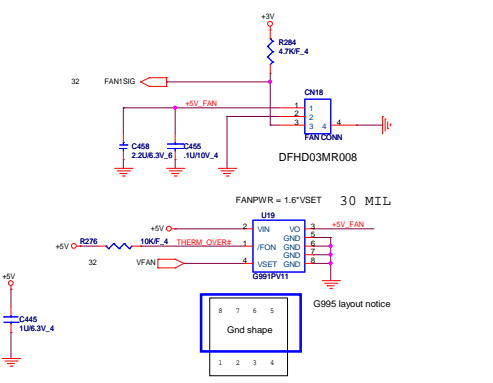 +3V
R284
4.7K/F_4
32 FAN1SIG
CN18
+5V_FAN
1
2
3
1
2
3 4
4
FAN CONN
C458
2.2U/6.3V_6
C455
.1U/10V_4
DFHD03MR008
FANPWR = 1.6*VSET 30 MIL
U19
+5V
2 VIN VO 3 +5V_FAN
GND 5
+5V R276 10K/F_4 THERM_OVER# 1 /FON GND 6
GND 7
32 VFAN 4 VSET GND 8
G991PV11
+5V
G995 layout notice
C445
1U/6.3V_4
8 7 6 5
Gnd shape
1 2 3 4